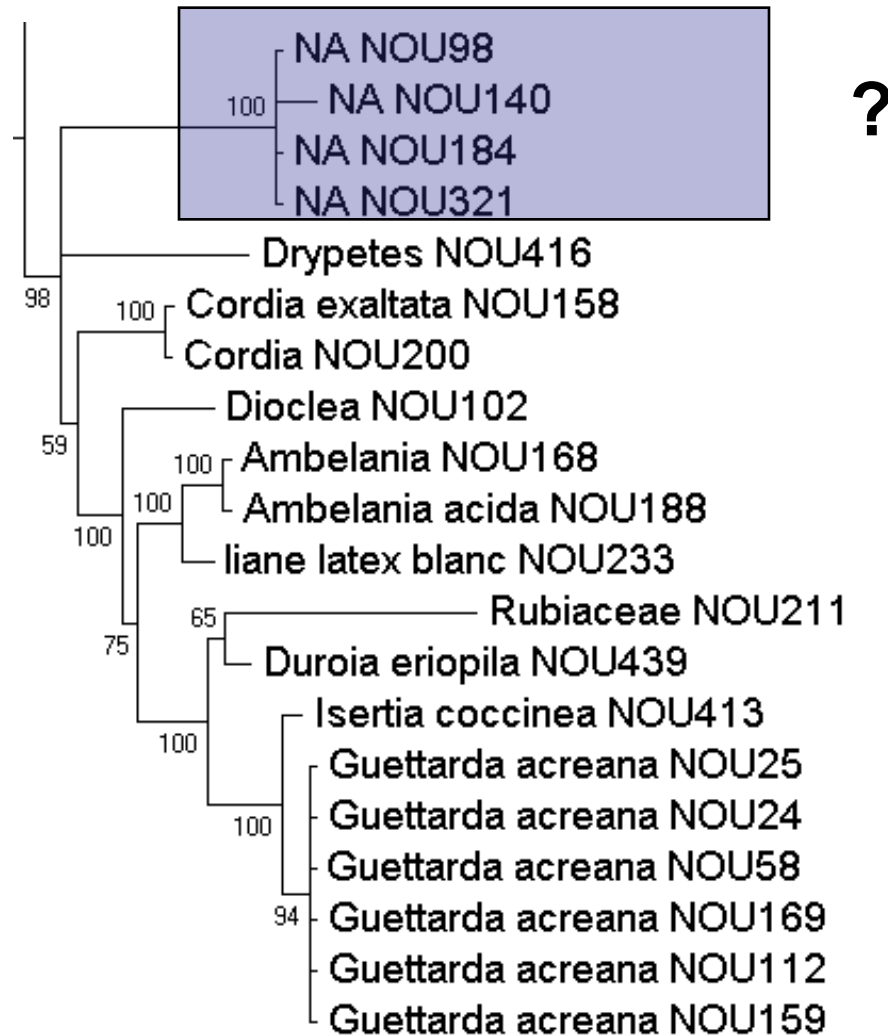 NA NOU98
100 NA NOU140
?
NA NOU184
NA NOU321
Drypetes NOU416
98
100 Cordia exaltata NOU158
Cordia NOU200
Dioclea NOU102
59
100 Ambelania NOU168
100
Ambelania acida NOU188
100
liane latex blanc NOU233
65 Rubiaceae NOU211
75
Duroia eriopila NOU439
Isertia coccinea NOU413
100
Guettarda acreana NOU25
100 Guettarda acreana NOU24
Guettarda acreana NOU58
94 Guettarda acreana NOU169
Guettarda acreana NOU112
Guettarda acreana NOU159